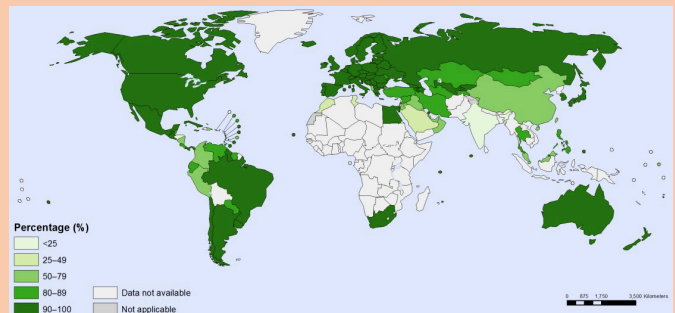 Percentage (%)
<25
25–49
50–79
80–89
90–100
Data not available
Not applicable
0 875 1,750 3,500 Kilometers